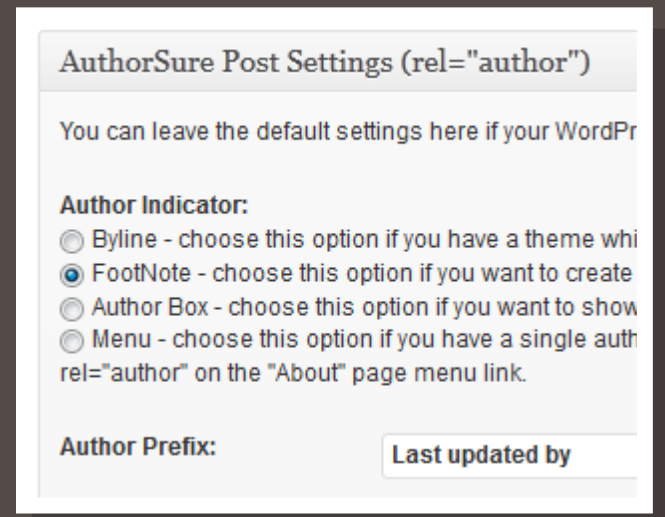 AuthorSure Post Settings (rel="author")
You can leave the default settings here if your WordPr
Author Indicator:
Byline - choose this option if you have a theme whi
FootNote - choose this option if you want to create
Author Box - choose this option if you want to show
Menu - choose this option if you have a single auth
rel="author" on the "About" page menu link.
Author Prefix:
Last updated by